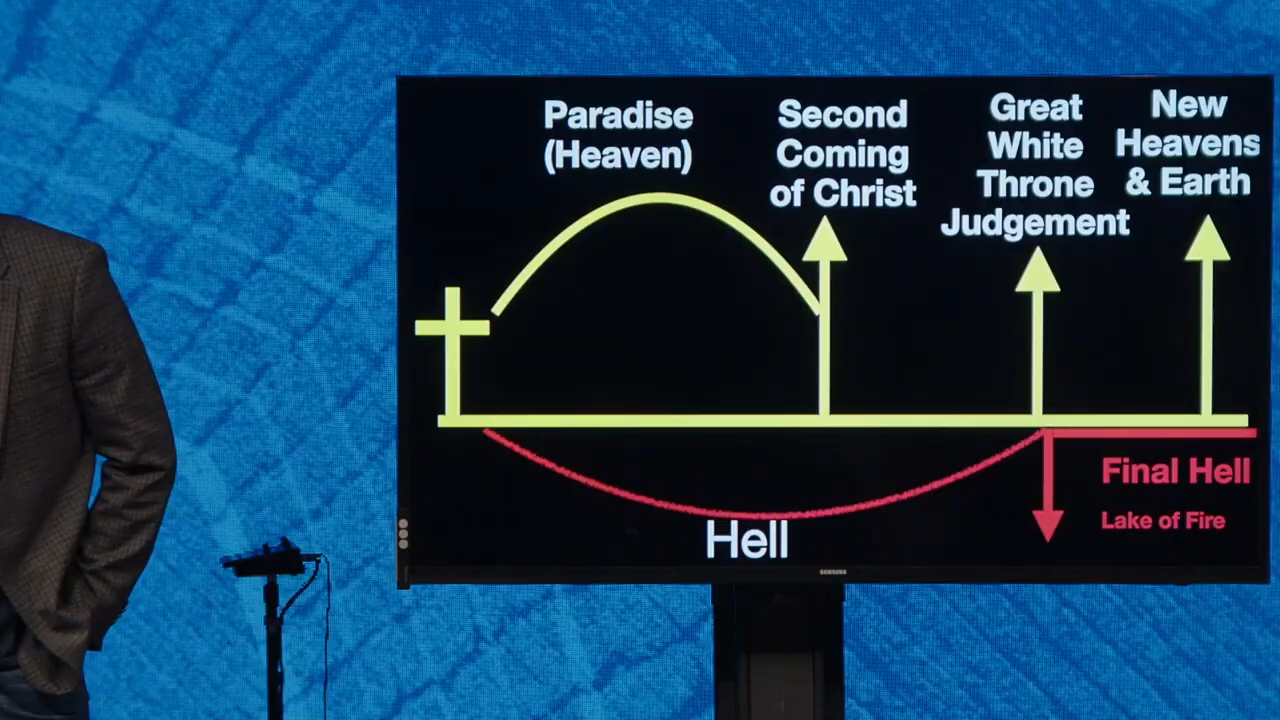 Paradise
(Heaven)
Second
Coming
of Christ
Great
White
Throne
Judgement
New
Heavens
& Earth
Final Hell
Lake of Fire
Hell
SAMSUNG